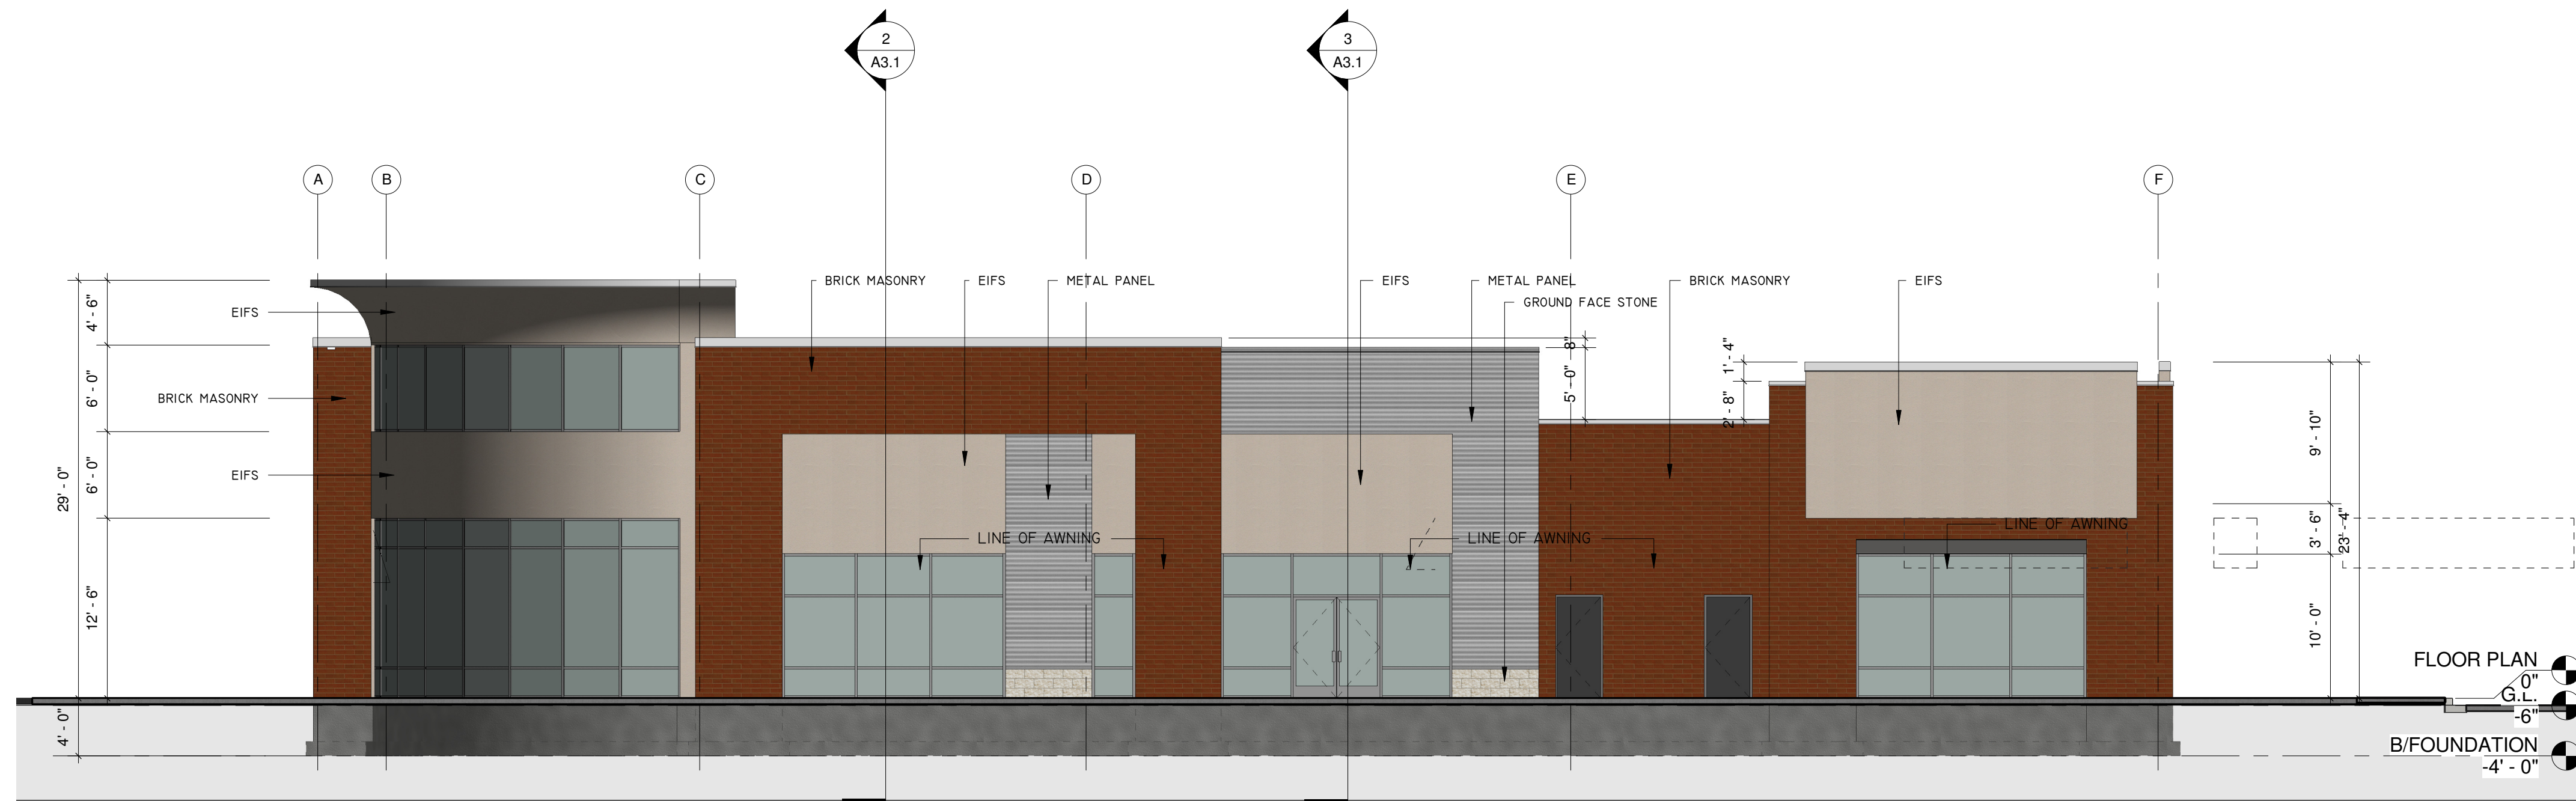 2
A3.1
3
A3.1
A
B
C
D
E
F
BRICK MASONRY
EIFS
METAL PANEL
EIFS
METAL PANEL
BRICK MASONRY
EIFS
GROUND FACE STONE
EIFS
BRICK MASONRY
EIFS
4' - 6"
6' - 0"
6' - 0"
12' - 6"
29' - 0"
4' - 0"
8"
5' - 0"
1' - 4"
2' - 8"
LINE OF AWNING
LINE OF AWNING
LINE OF AWNING
9' - 10"
3' - 6"
10' - 0"
23' - 4"
FLOOR PLAN
0"
G.L.
-6"
B/FOUNDATION
-4' - 0"